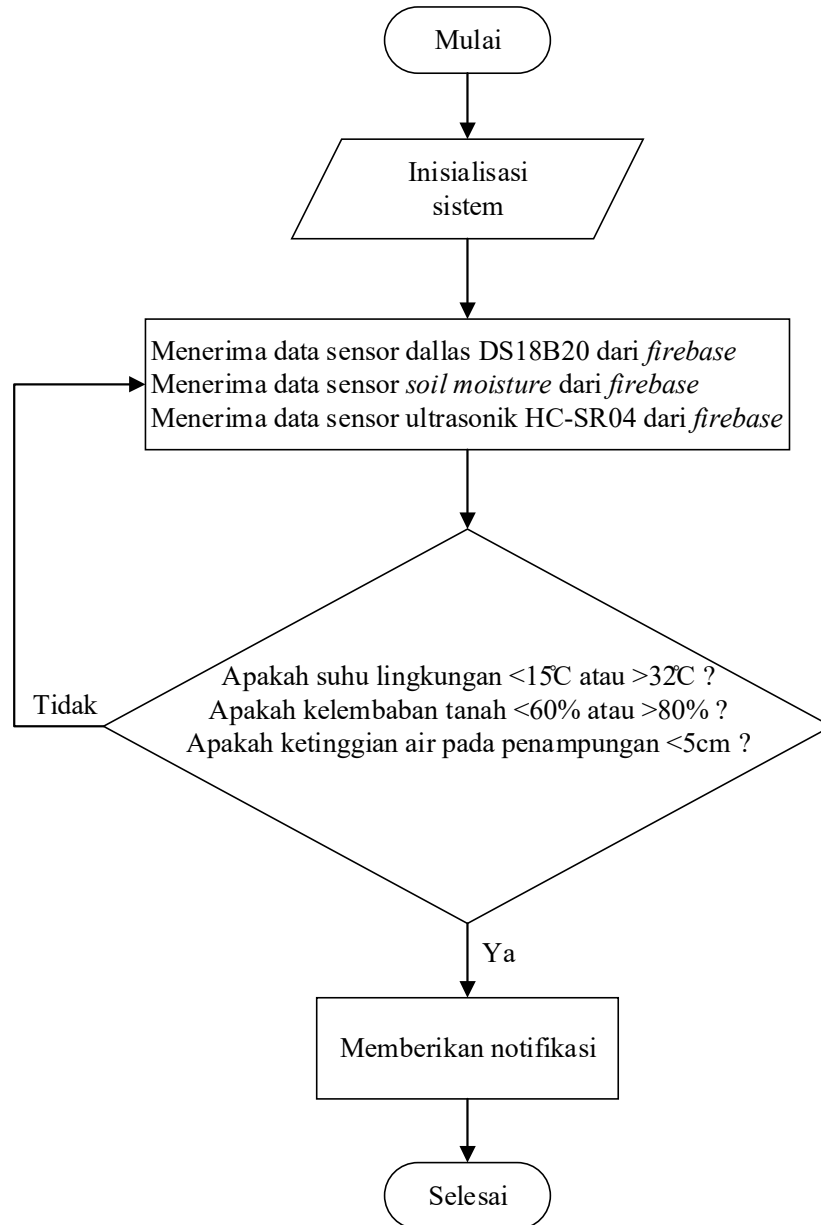 Mulai
Inisialisasi
sistem
Menerima data sensor dallas DS18B20 dari firebase
Menerima data sensor soil moisture dari firebase
Menerima data sensor ultrasonik HC-SR04 dari firebase
Apakah suhu lingkungan <15℃ atau >32℃ ?
Tidak
Apakah kelembaban tanah <60% atau >80% ?
Apakah ketinggian air pada penampungan <5cm ?
Ya
Memberikan notifikasi
Selesai